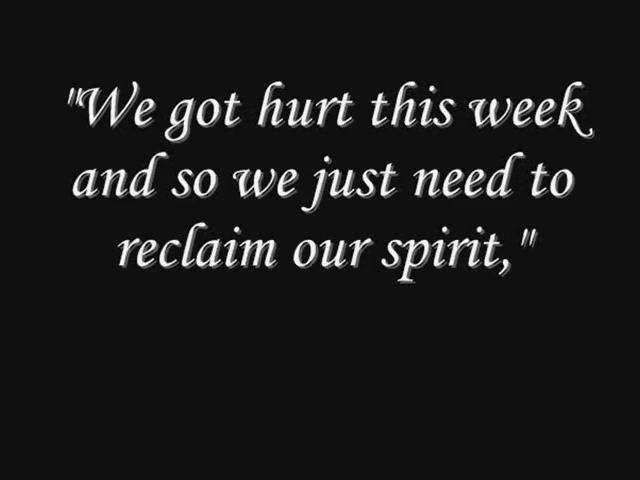 "We got hurt this week
and so we just need to
reclaim our spirit,"